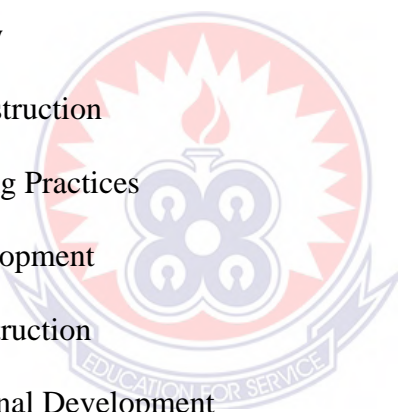 y
struction
g Practices
opment
ruction
nal Development
EDUCATION FOR SERVICE